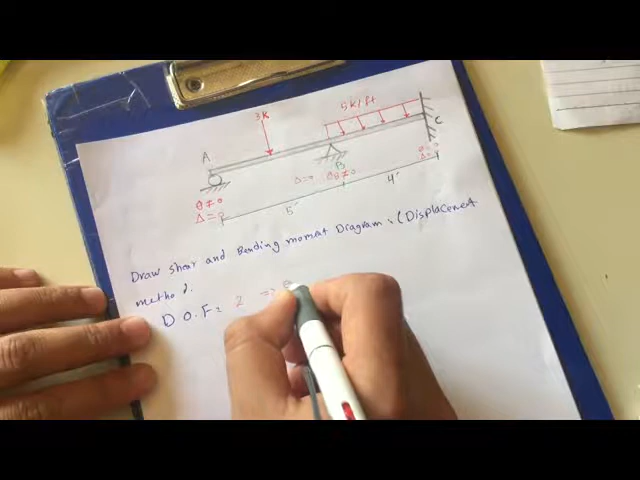 3K
5 k/ft
A
C
B
θ ≠ 0
Δ = 0
Δ=0 θB ≠ 0
θ = 0
Δ = 0
5'
4'
Draw shear and Bending moment Diagram : (Displacement
method.
D O.F = 2 =>